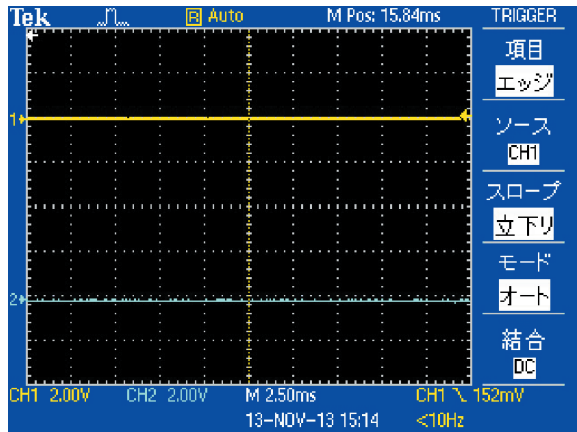 Tek R Auto M Pos: 15.84ms TRIGGER
項目
エッジ
1
ソース
CH1
スロープ
立下り
モード
2
オート
結合
DC
CH1 2.00V CH2 2.00V M 2.50ms CH1 152mV
13-NOV-13 15:14 <10Hz